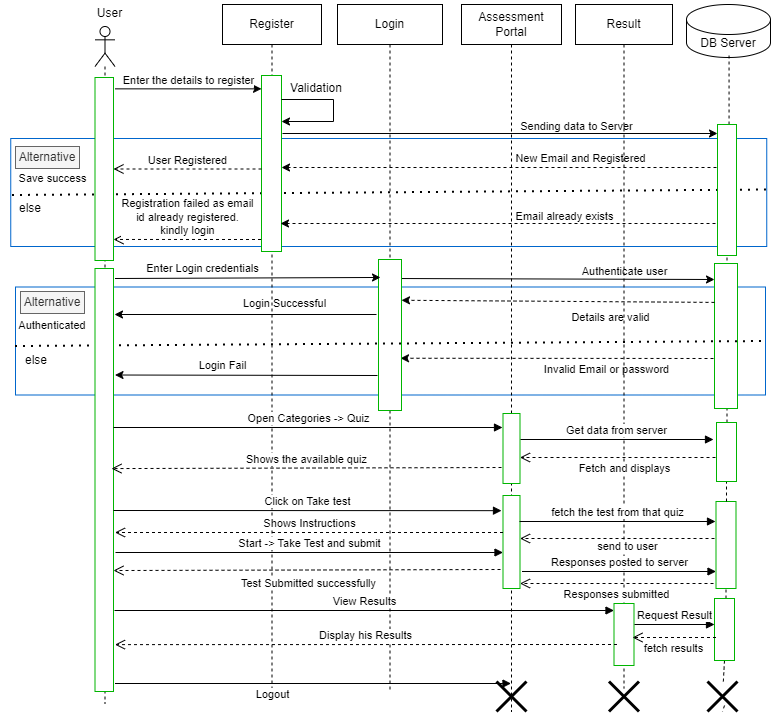 User
Register
Login
Assessment
Portal
Result
DB Server
Enter the details to register
Validation
Sending data to Server
Alternative
Save success
User Registered
New Email and Registered
else
Registration failed as email
id already registered.
kindly login
Email already exists
Enter Login credentials
Authenticate user
Alternative
Authenticated
Login Successful
Details are valid
else
Login Fail
Invalid Email or password
Open Categories -> Quiz
Get data from server
Shows the available quiz
Fetch and displays
Click on Take test
fetch the test from that quiz
Shows Instructions
send to user
Start -> Take Test and submit
Responses posted to server
Test Submitted successfully
Responses submitted
View Results
Request Result
Display his Results
fetch results
Logout